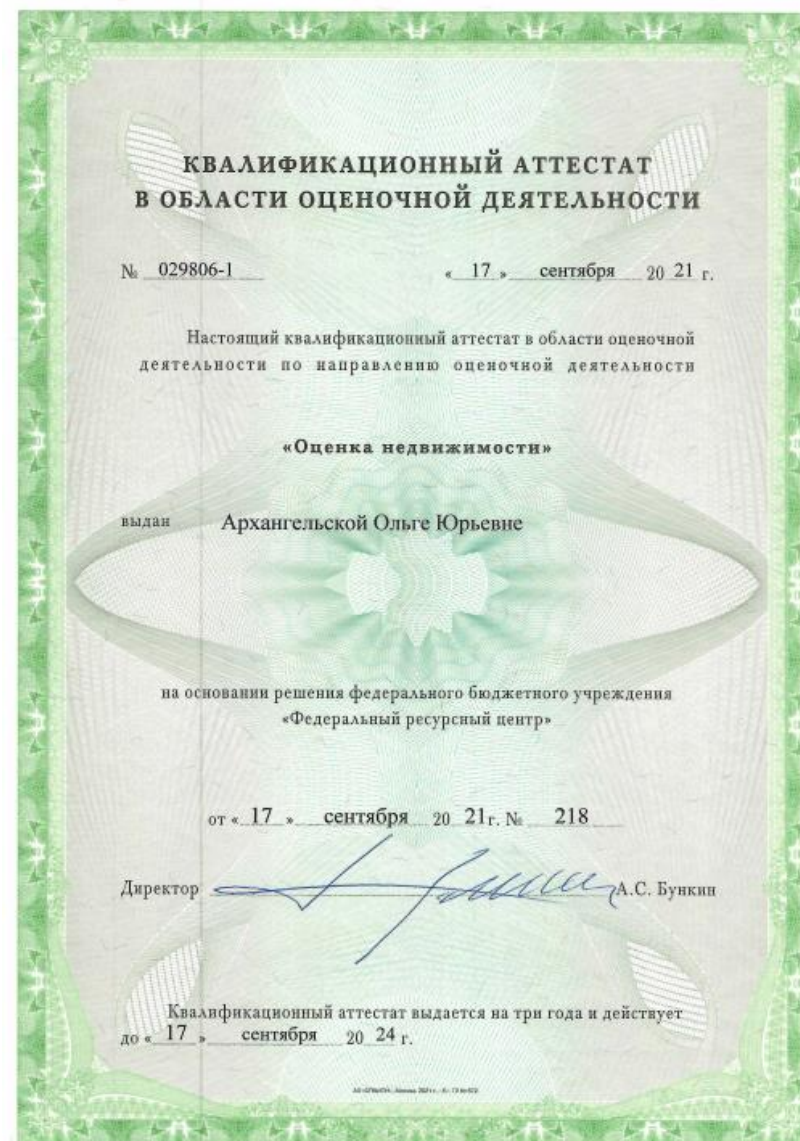 КВАЛИФИКАЦИОННЫЙ АТТЕСТАТ
В ОБЛАСТИ ОЦЕНОЧНОЙ ДЕЯТЕЛЬНОСТИ
№ 029806-1 « 17 » сентября 20 21 г.
Настоящий квалификационный аттестат в области оценочной
деятельности по направлению оценочной деятельности
«Оценка недвижимости»
выдан Архангельской Ольге Юрьевне
на основании решения федерального бюджетного учреждения
«Федеральный ресурсный центр»
от « 17 » сентября 20 21 г. № 218
Директор А.С. Бункин
Квалификационный аттестат выдается на три года и действует
до « 17 » сентября 20 24 г.